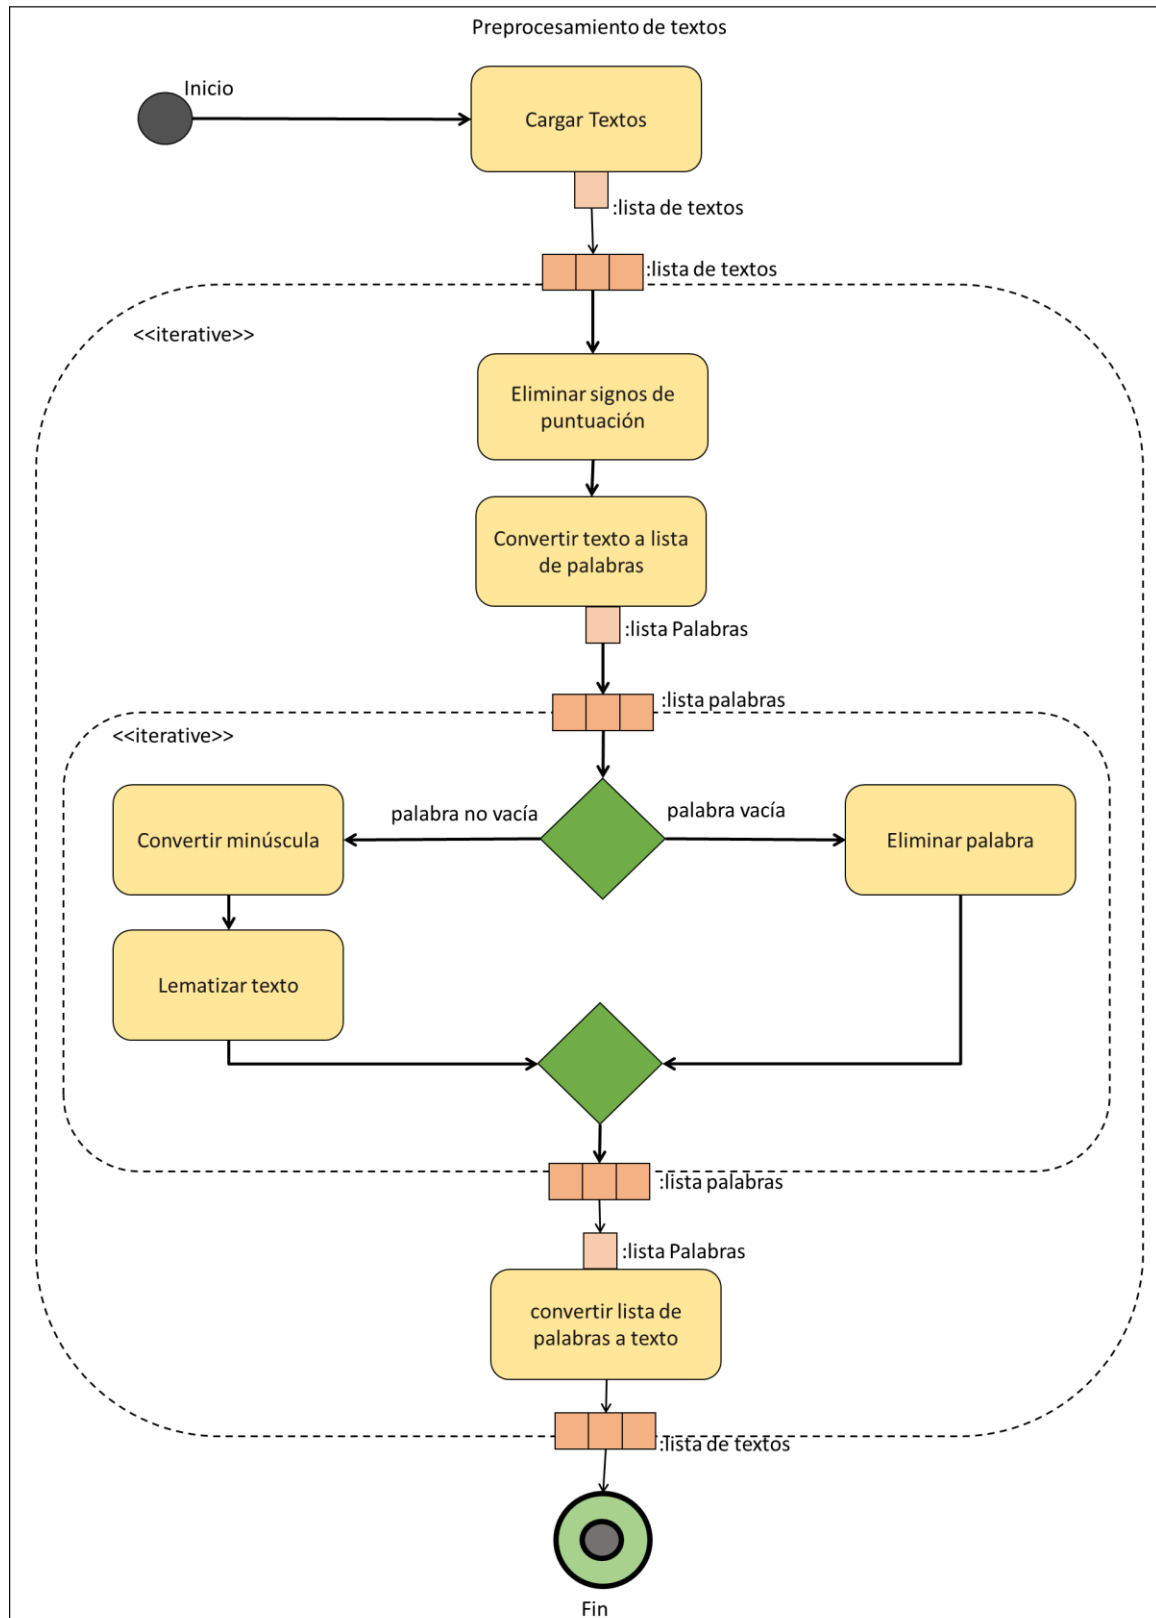 Preprocesamiento de textos
Inicio
Cargar Textos
:lista de textos
:lista de textos
<<iterative>>
Eliminar signos de
puntuación
Convertir texto a lista
de palabras
:lista Palabras
:lista palabras
<<iterative>>
palabra no vacía
palabra vacía
Convertir minúscula
Eliminar palabra
Lematizar texto
:lista palabras
:lista Palabras
convertir lista de
palabras a texto
:lista de textos
Fin